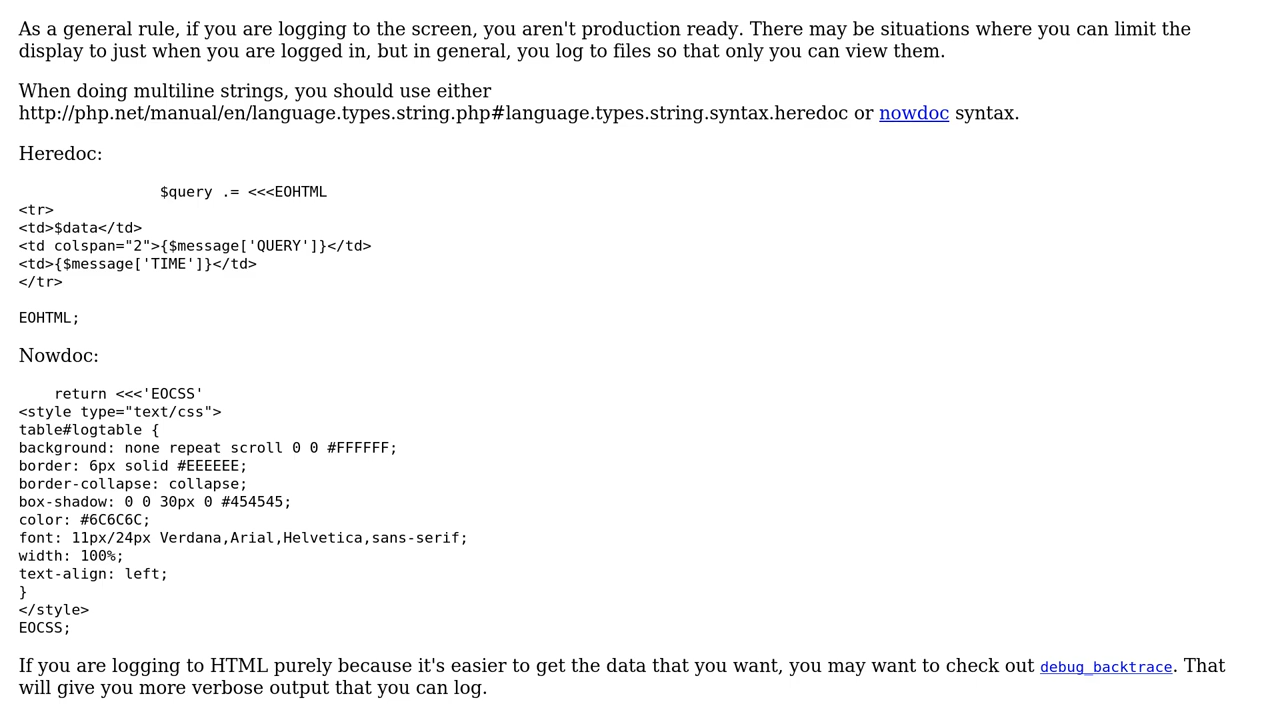 As a general rule, if you are logging to the screen, you aren't production ready. There may be situations where you can limit the
display to just when you are logged in, but in general, you log to files so that only you can view them.
When doing multiline strings, you should use either
http://php.net/manual/en/language.types.string.php#language.types.string.syntax.heredoc or nowdoc syntax.
Heredoc:
                $query .= <<<EOHTML
<tr>
<td>$data</td>
<td colspan="2">{$message['QUERY']}</td>
<td>{$message['TIME']}</td>
</tr>

EOHTML;
Nowdoc:
    return <<<'EOCSS'
<style type="text/css">
table#logtable {
background: none repeat scroll 0 0 #FFFFFF;
border: 6px solid #EEEEEE;
border-collapse: collapse;
box-shadow: 0 0 30px 0 #454545;
color: #6C6C6C;
font: 11px/24px Verdana,Arial,Helvetica,sans-serif;
width: 100%;
text-align: left;
}
</style>
EOCSS;
If you are logging to HTML purely because it's easier to get the data that you want, you may want to check out debug_backtrace. That
will give you more verbose output that you can log.